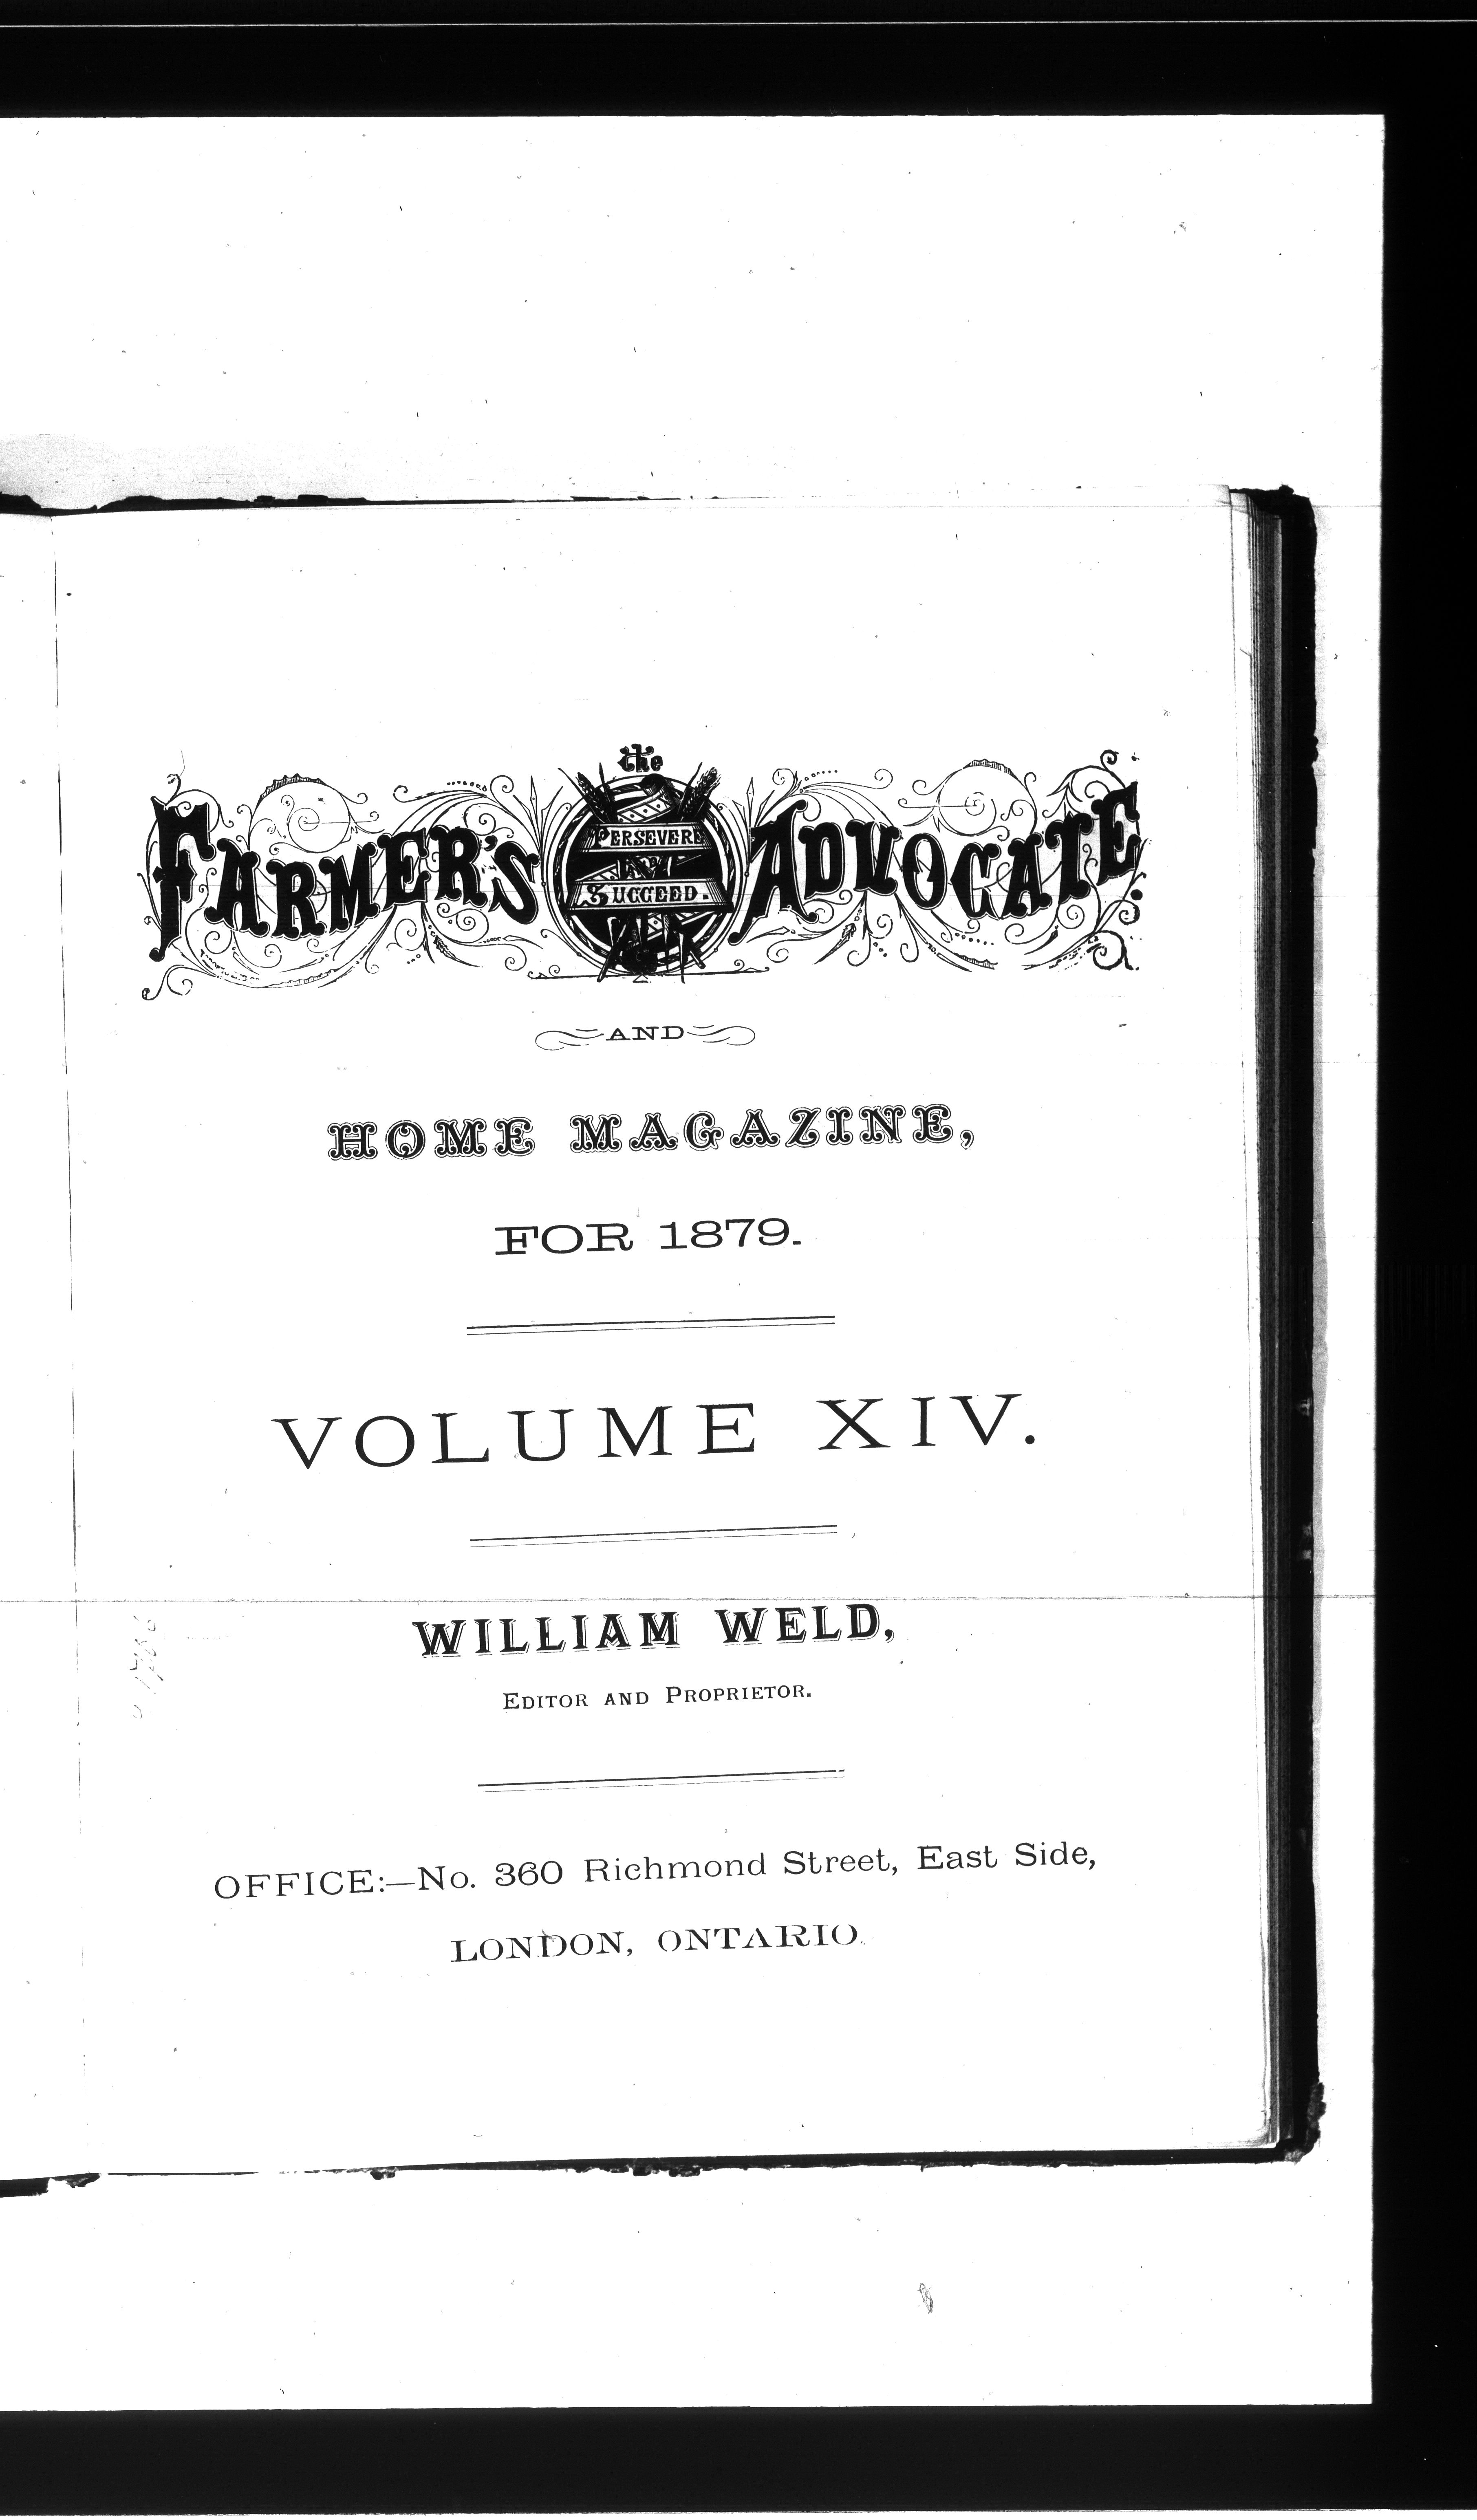 the
FARMER'S ADVOCATE
PERSEVERE
AND
SUCCEED.
AND
HOME MAGAZINE,
FOR 1879.
VOLUME XIV.
WILLIAM WELD,
EDITOR AND PROPRIETOR.
OFFICE:—No. 360 Richmond Street, East Side,
LONDON, ONTARIO.